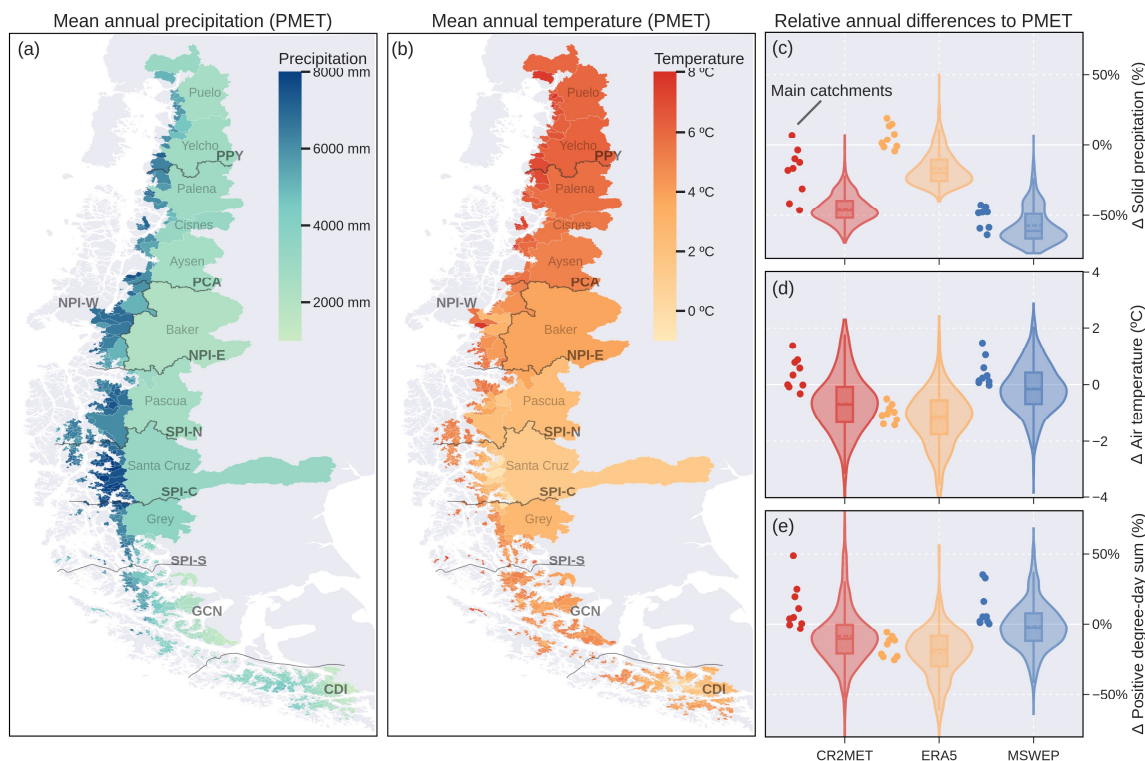 Mean annual precipitation (PMET)
(a)
Precipitation
8000 mm
6000 mm
4000 mm
2000 mm
Puelo
Yelcho
PPY
Palena
Cisnes
Aysen
PCA
NPI-W
Baker
NPI-E
Pascua
SPI-N
Santa Cruz
SPI-C
Grey
SPI-S
GCN
CDI
Mean annual temperature (PMET)
(b)
Temperature
8 ºC
6 ºC
4 ºC
2 ºC
0 ºC
Puelo
Yelcho
PPY
Palena
Cisnes
Aysen
PCA
NPI-W
Baker
NPI-E
Pascua
SPI-N
Santa Cruz
SPI-C
Grey
SPI-S
GCN
CDI
Relative annual differences to PMET
(c)
Main catchments
50%
0%
−50%
Δ Solid precpitation (%)
(d)
4
2
0
−2
−4
Δ Air temperature (ºC)
(e)
50%
0%
−50%
Δ Positive degree-day sum (%)
CR2MET
ERA5
MSWEP